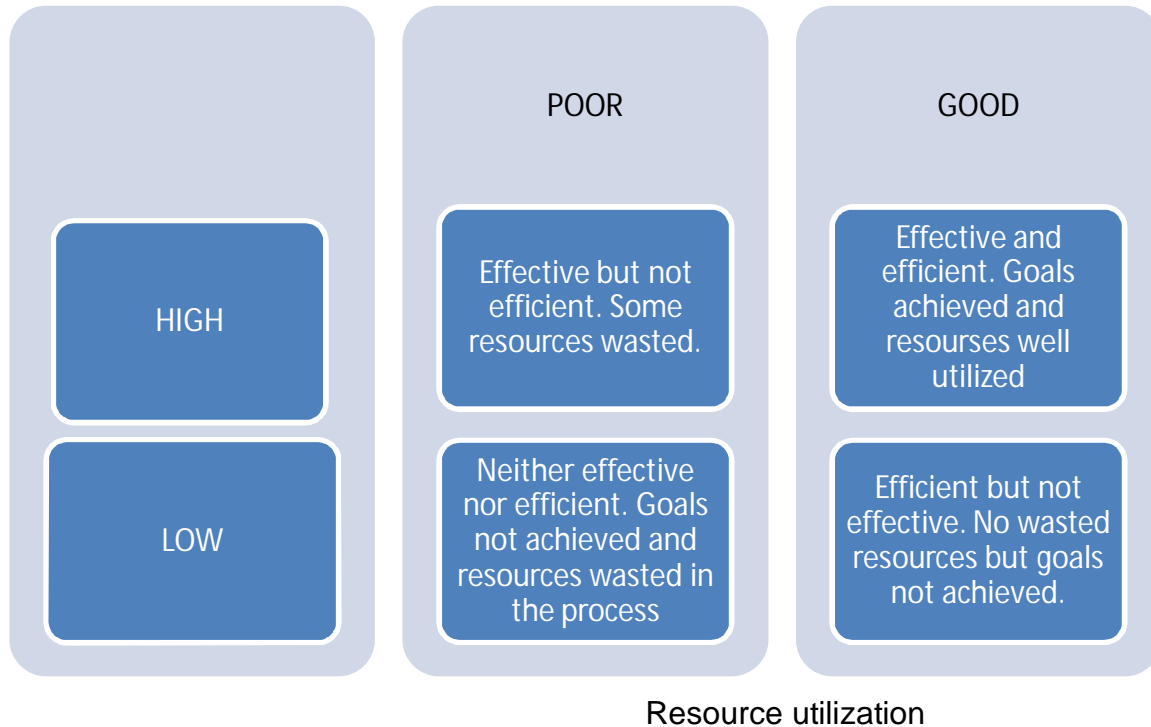 POOR
GOOD
HIGH
Effective but not
efficient. Some
resources wasted.
Effective and
efficient. Goals
achieved and
resourses well
utilized
LOW
Neither effective
nor efficient. Goals
not achieved and
resources wasted in
the process
Efficient but not
effective. No wasted
resources but goals
not achieved.
Resource utilization